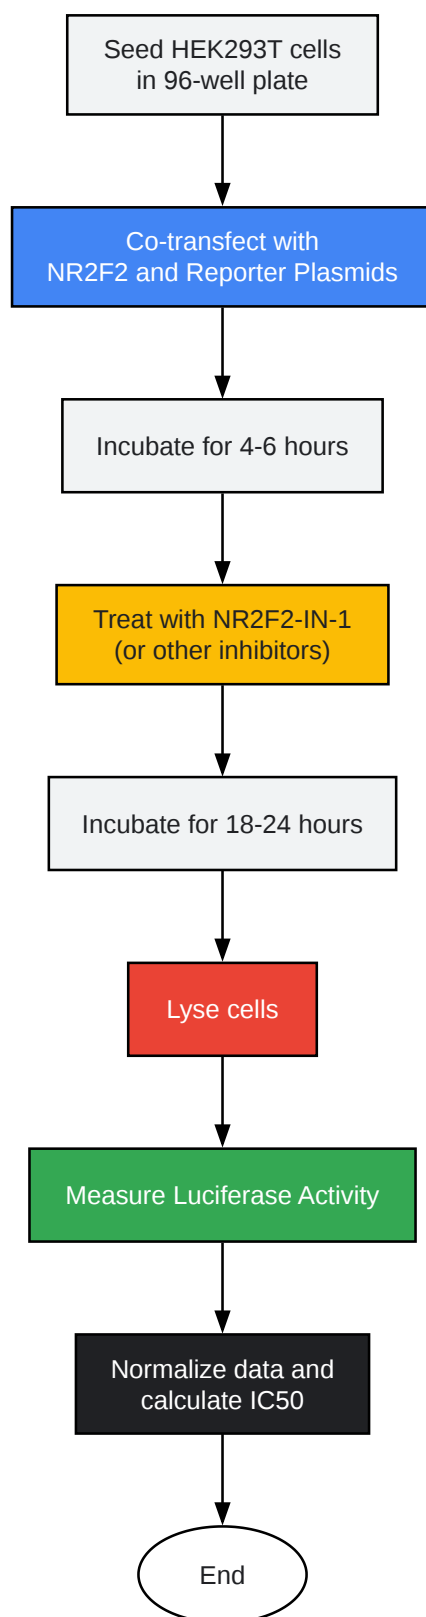 Seed HEK293T cells
in 96-well plate
Co-transfect with
NR2F2 and Reporter Plasmids
Incubate for 4-6 hours
Treat with NR2F2-IN-1
(or other inhibitors)
Incubate for 18-24 hours
Lyse cells
Measure Luciferase Activity
Normalize data and
calculate IC50
End